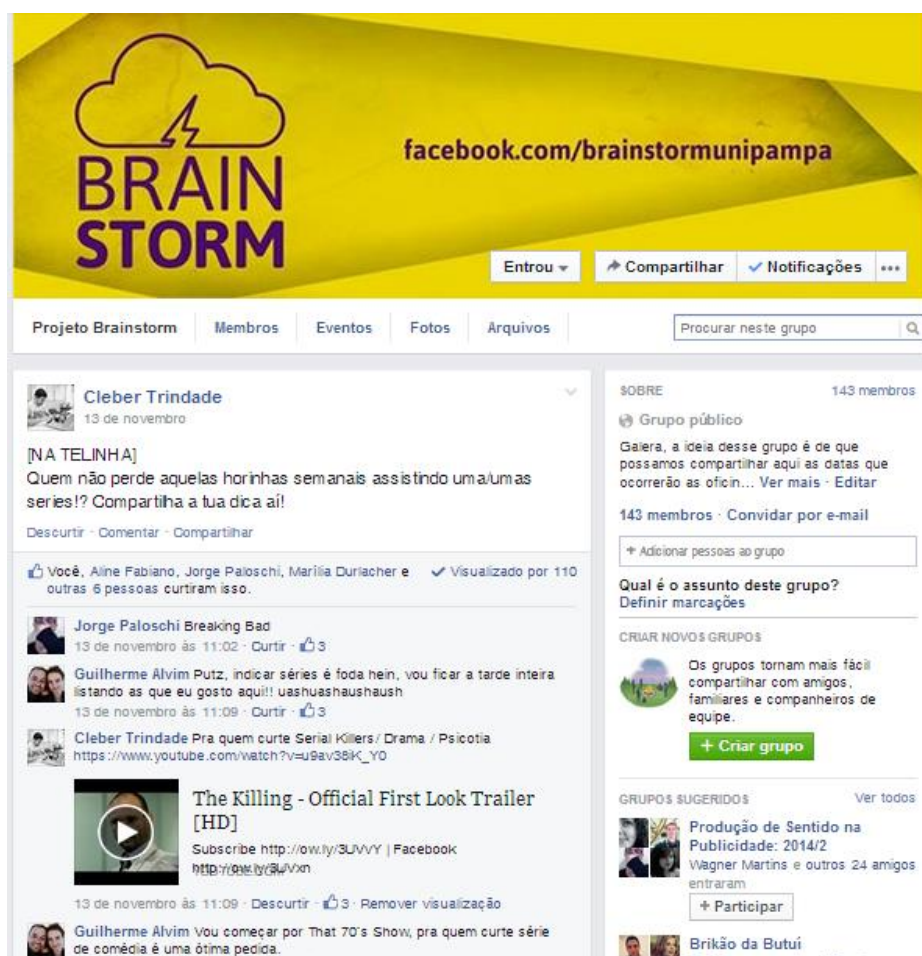 BRAIN
STORM
facebook.com/brainstormunipampa
Entrou
Compartilhar
Notificações
Projeto Brainstorm Membros Eventos Fotos Arquivos
Procurar neste grupo
Cleber Trindade
13 de novembro
[NA TELINHA]
Quem não perde aquelas horinhas semanais assistindo uma/umas
series!? Compartilha a tua dica aí!
Descurtir · Comentar · Compartilhar
Você, Aline Fabiano, Jorge Paloschi, Marília Durlacher e
outras 6 pessoas curtiram isso.
Visualizado por 110
Jorge Paloschi Breaking Bad
13 de novembro às 11:02 · Curtir · 3
Guilherme Alvim Putz, indicar séries é foda hein, vou ficar a tarde inteira
listando as que eu gosto aqui!! uashuashaushaush
13 de novembro às 11:09 · Curtir · 3
Cleber Trindade Pra quem curte Serial Killers/ Drama / Psicotia
https://www.youtube.com/watch?v=u9av38iK_Y0
The Killing - Official First Look Trailer
[HD]
Subscribe http://ow.ly/3UVVY | Facebook
13 de novembro às 11:09 · Descurtir · 3 · Remover visualização
Guilherme Alvim Vou começar por That 70's Show, pra quem curte série
de comédia é uma ótima pedida.
SOBRE
143 membros
Grupo público
Galera, a ideia desse grupo é de que
possamos compartilhar aqui as datas que
ocorrerão as oficin... Ver mais · Editar
143 membros · Convidar por e-mail
+ Adicionar pessoas ao grupo
Qual é o assunto deste grupo?
Definir marcações
CRIAR NOVOS GRUPOS
Os grupos tornam mais fácil
compartilhar com amigos,
familiares e companheiros de
equipe.
+ Criar grupo
GRUPOS SUGERIDOS
Ver todos
Produção de Sentido na
Publicidade: 2014/2
Wagner Martins e outros 24 amigos
entraram
+ Participar
Brikão da Butuí